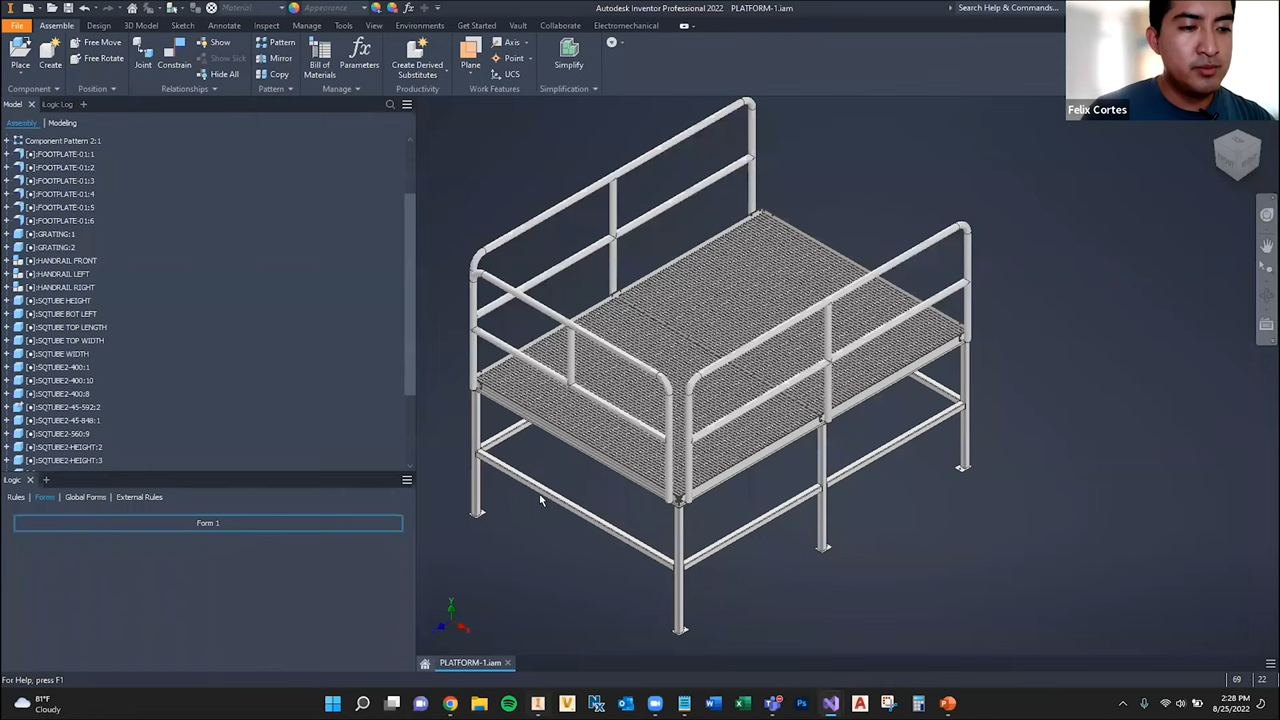 Material
Appearance
Autodesk Inventor Professional 2022 PLATFORM-1.iam
Search Help & Commands...
File Assemble Design 3D Model Sketch Annotate Inspect Manage Tools View Environments Get Started Vault Collaborate Electromechanical
Place
Component
Create
Free Move
Free Rotate
Position
Joint
Constrain
Show
Show Sick
Hide All
Relationships
Pattern
Mirror
Copy
Pattern
Bill of
Materials
Parameters
Manage
Create Derived
Substitutes
Productivity
Plane
Axis
Point
UCS
Work Features
Simplify
Simplification
Felix Cortes
Model iLogic Log
Assembly Modeling
Component Pattern 2:1
[•]:FOOTPLATE-01:1
[•]:FOOTPLATE-01:2
[•]:FOOTPLATE-01:3
[•]:FOOTPLATE-01:4
[•]:FOOTPLATE-01:5
[•]:FOOTPLATE-01:6
[•]:GRATING:1
[•]:GRATING:2
[•]:HANDRAIL FRONT
[•]:HANDRAIL LEFT
[•]:HANDRAIL RIGHT
[•]:SQTUBE HEIGHT
[•]:SQTUBE BOT LEFT
[•]:SQTUBE TOP LENGTH
[•]:SQTUBE TOP WIDTH
[•]:SQTUBE WIDTH
[•]:SQTUBE2-400:1
[•]:SQTUBE2-400:10
[•]:SQTUBE2-400:8
[•]:SQTUBE2-45-592:2
[•]:SQTUBE2-45-848:1
[•]:SQTUBE2-560:9
[•]:SQTUBE2-HEIGHT:2
[•]:SQTUBE2-HEIGHT:3
iLogic
Rules Forms Global Forms External Rules
Form 1
TOP
FRONT
RIGHT
Y
Z
X
PLATFORM-1.iam
For Help, press F1
69 22
81°F
Cloudy
2:28 PM
8/25/2022